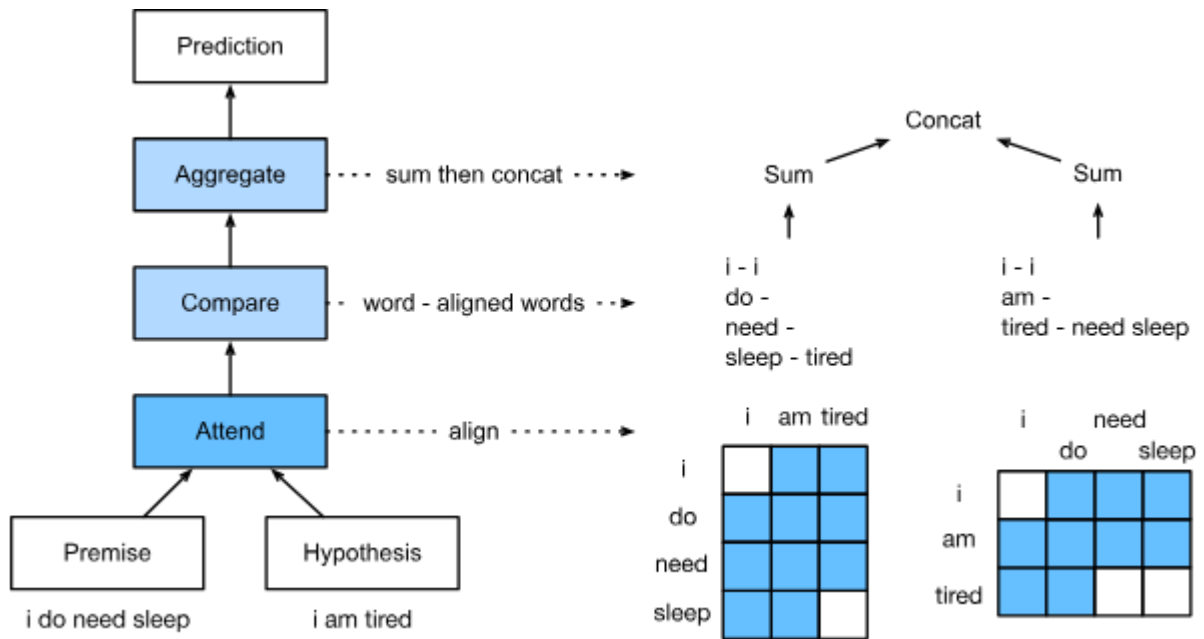 Prediction
Aggregate
sum then concat
Compare
word - aligned words
Attend
align
Premise
Hypothesis
i do need sleep
i am tired
Concat
Sum
Sum
i - i
do -
need -
sleep - tired
i - i
am -
tired - need sleep
i am tired
i
do
need
sleep
i need
do sleep
i
am
tired